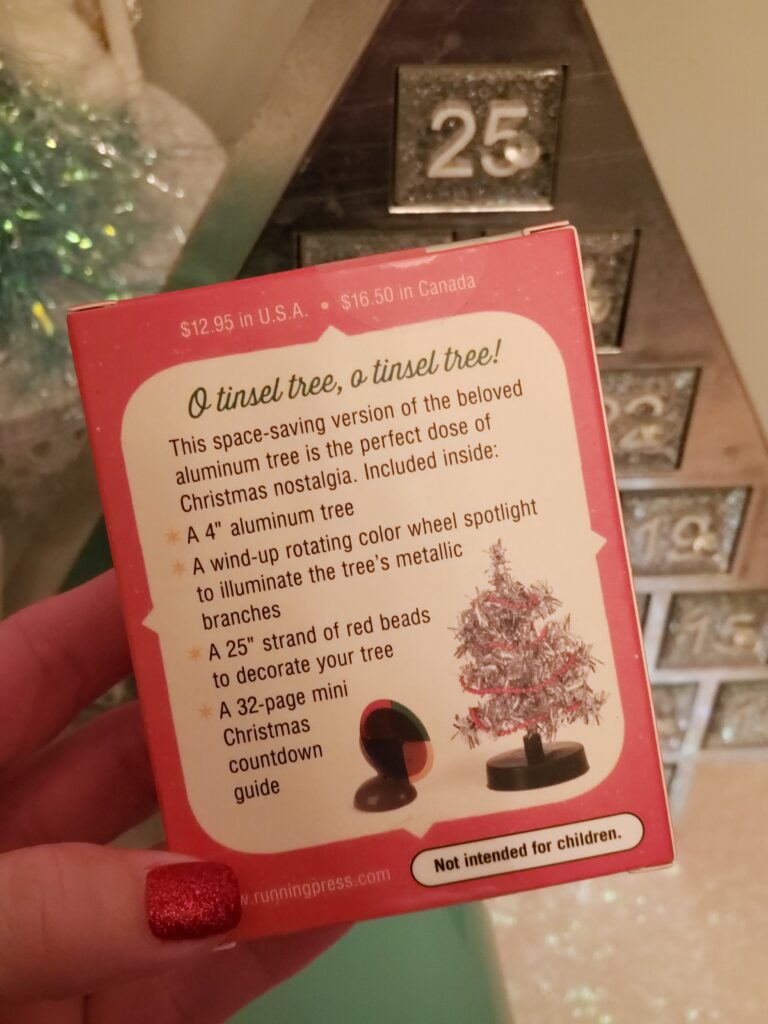 25
$12.95 in U.S.A. • $16.50 in Canada
O tinsel tree, o tinsel tree!
This space-saving version of the beloved
aluminum tree is the perfect dose of
Christmas nostalgia. Included inside:
A 4" aluminum tree
A wind-up rotating color wheel spotlight
to illuminate the tree's metallic
branches
A 25" strand of red beads
to decorate your tree
A 32-page mini
Christmas
countdown
guide
Not intended for children.
w.runningpress.com
22
19
15